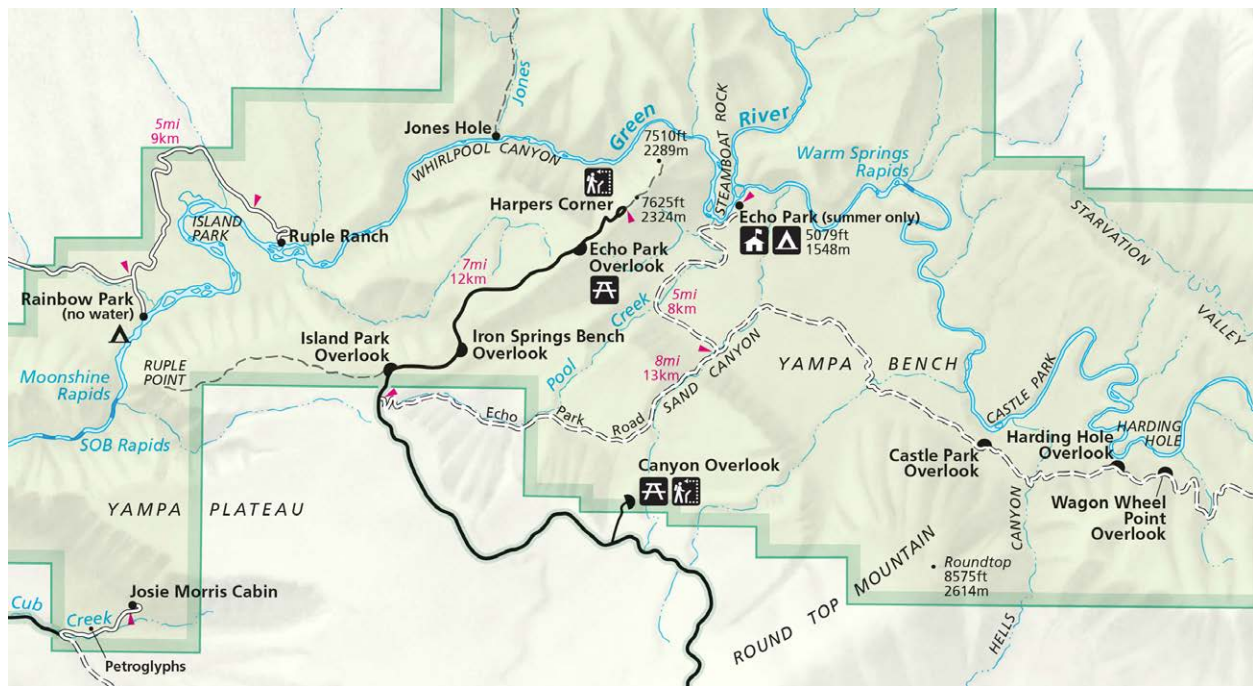 5mi
9km
Jones
Jones Hole
WHIRLPOOL CANYON
Green
River
7510ft
2289m
STEAMBOAT ROCK
Warm Springs
Rapids
Harpers Corner
7625ft
2324m
Echo Park (summer only)
5079ft
1548m
ISLAND
PARK
Ruple Ranch
Echo Park
Overlook
STARVATION
VALLEY
7mi
12km
5mi
8km
Rainbow Park
(no water)
Pool
Creek
Island Park
Overlook
Iron Springs Bench
Overlook
RUPLE
POINT
8mi
13km
SAND CANYON
YAMPA BENCH
Moonshine
Rapids
SOB Rapids
Echo
Park
Road
CASTLE PARK
HARDING
HOLE
Castle Park
Overlook
Harding Hole
Overlook
Canyon Overlook
Wagon Wheel
Point
Overlook
YAMPA PLATEAU
HELLS
CANYON
ROUND TOP MOUNTAIN
Roundtop
8575ft
2614m
Josie Morris Cabin
Cub
Creek
Petroglyphs